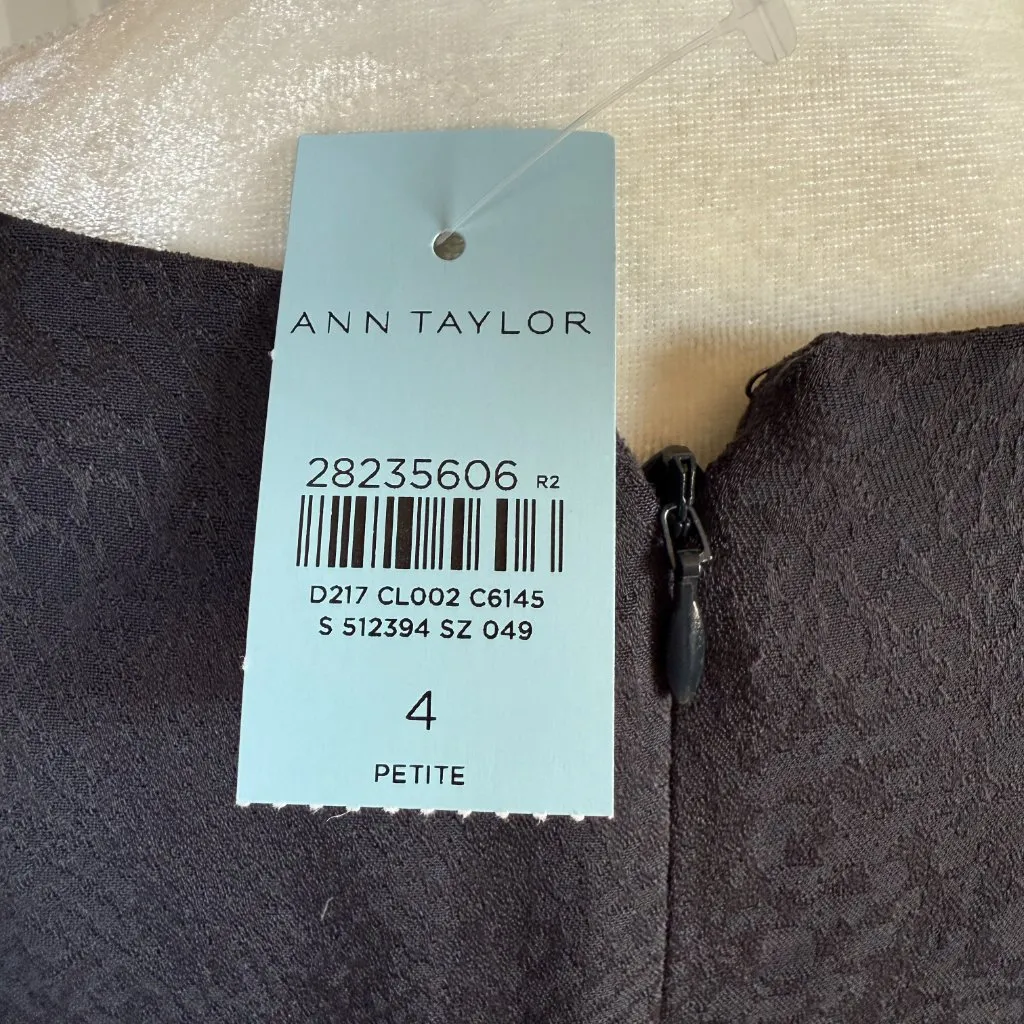 ANN TAYLOR
28235606 R2
D217 CL002 C6145
S 512394 SZ 049
4
PETITE